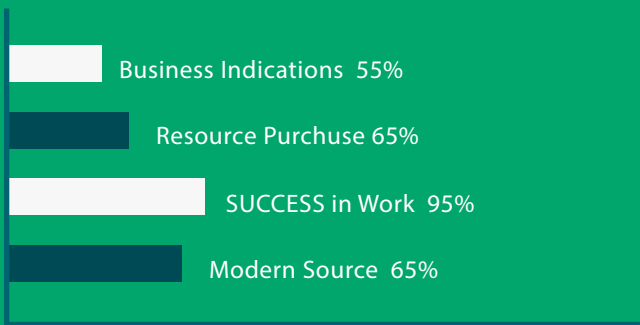 Business Indications 55%
Resource Purchuse 65%
SUCCESS in Work 95%
Modern Source 65%